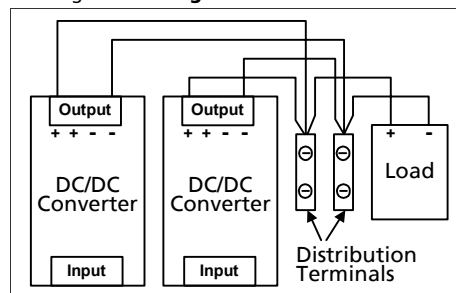 Output
+ + - -
DC/DC
Converter
Input
Output
+ + - -
DC/DC
Converter
Input
+ -
Load
Distribution
Terminals